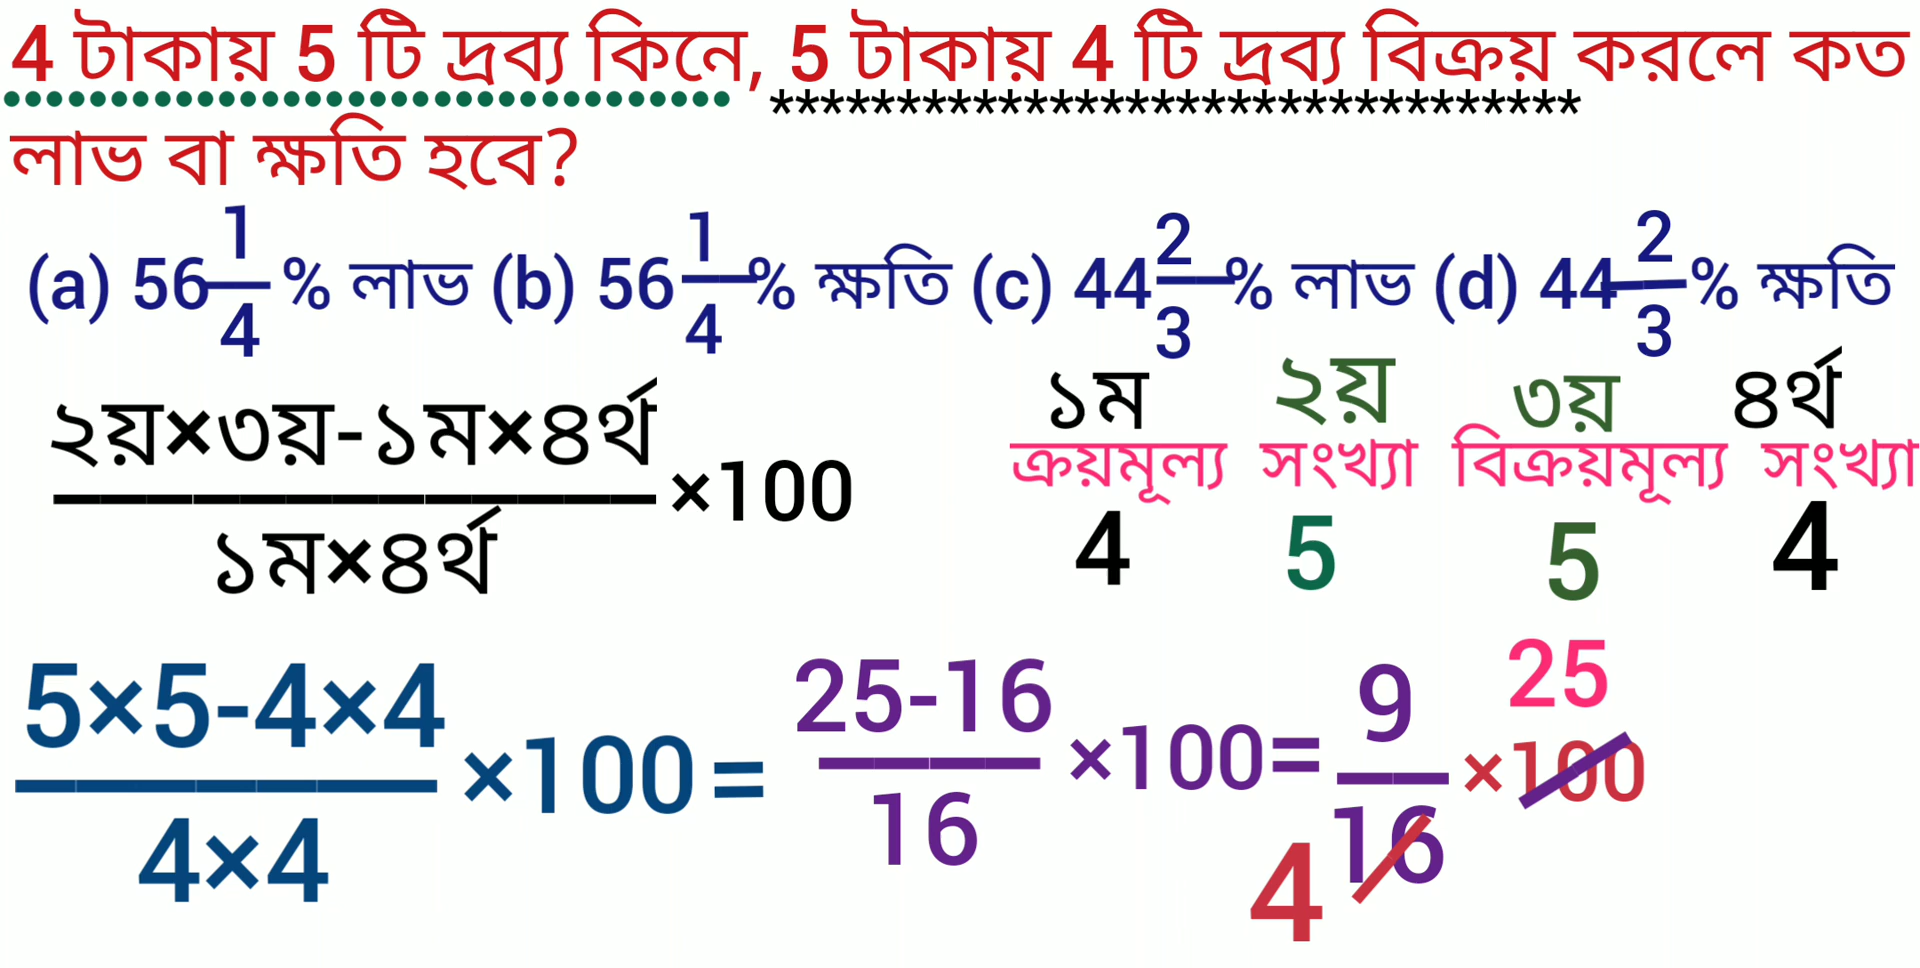 4 টাকায় 5 টি দ্রব্য কিনে, 5 টাকায় 4 টি দ্রব্য বিক্রয় করলে কত
*********************************
লাভ বা ক্ষতি হবে?
(a) 56 1/4 % লাভ (b) 56 1/4 % ক্ষতি (c) 44 2/3 % লাভ (d) 44 2/3 % ক্ষতি
১ম ২য় ৩য় ৪র্থ
ক্রয়মূল্য সংখ্যা বিক্রয়মূল্য সংখ্যা
4 5 5 4
২য়×৩য়-১ম×৪র্থ
×100
১ম×৪র্থ
5×5-4×4
×100 =
4×4
25-16
×100=
16
9
16
4
×100
25